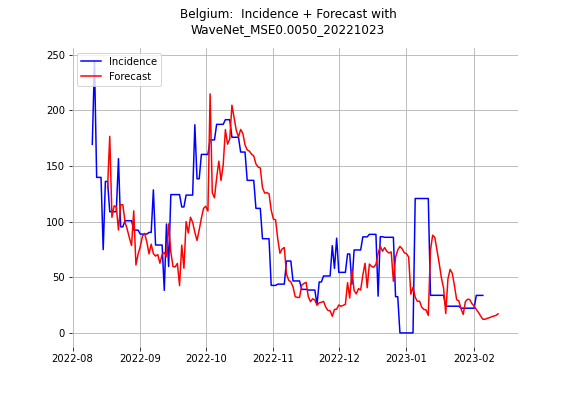 Belgium:  Incidence + Forecast with
WaveNet_MSE0.0050_20221023
Incidence
Forecast
250
200
150
100
50
0
2022-08 2022-09 2022-10 2022-11 2022-12 2023-01 2023-02